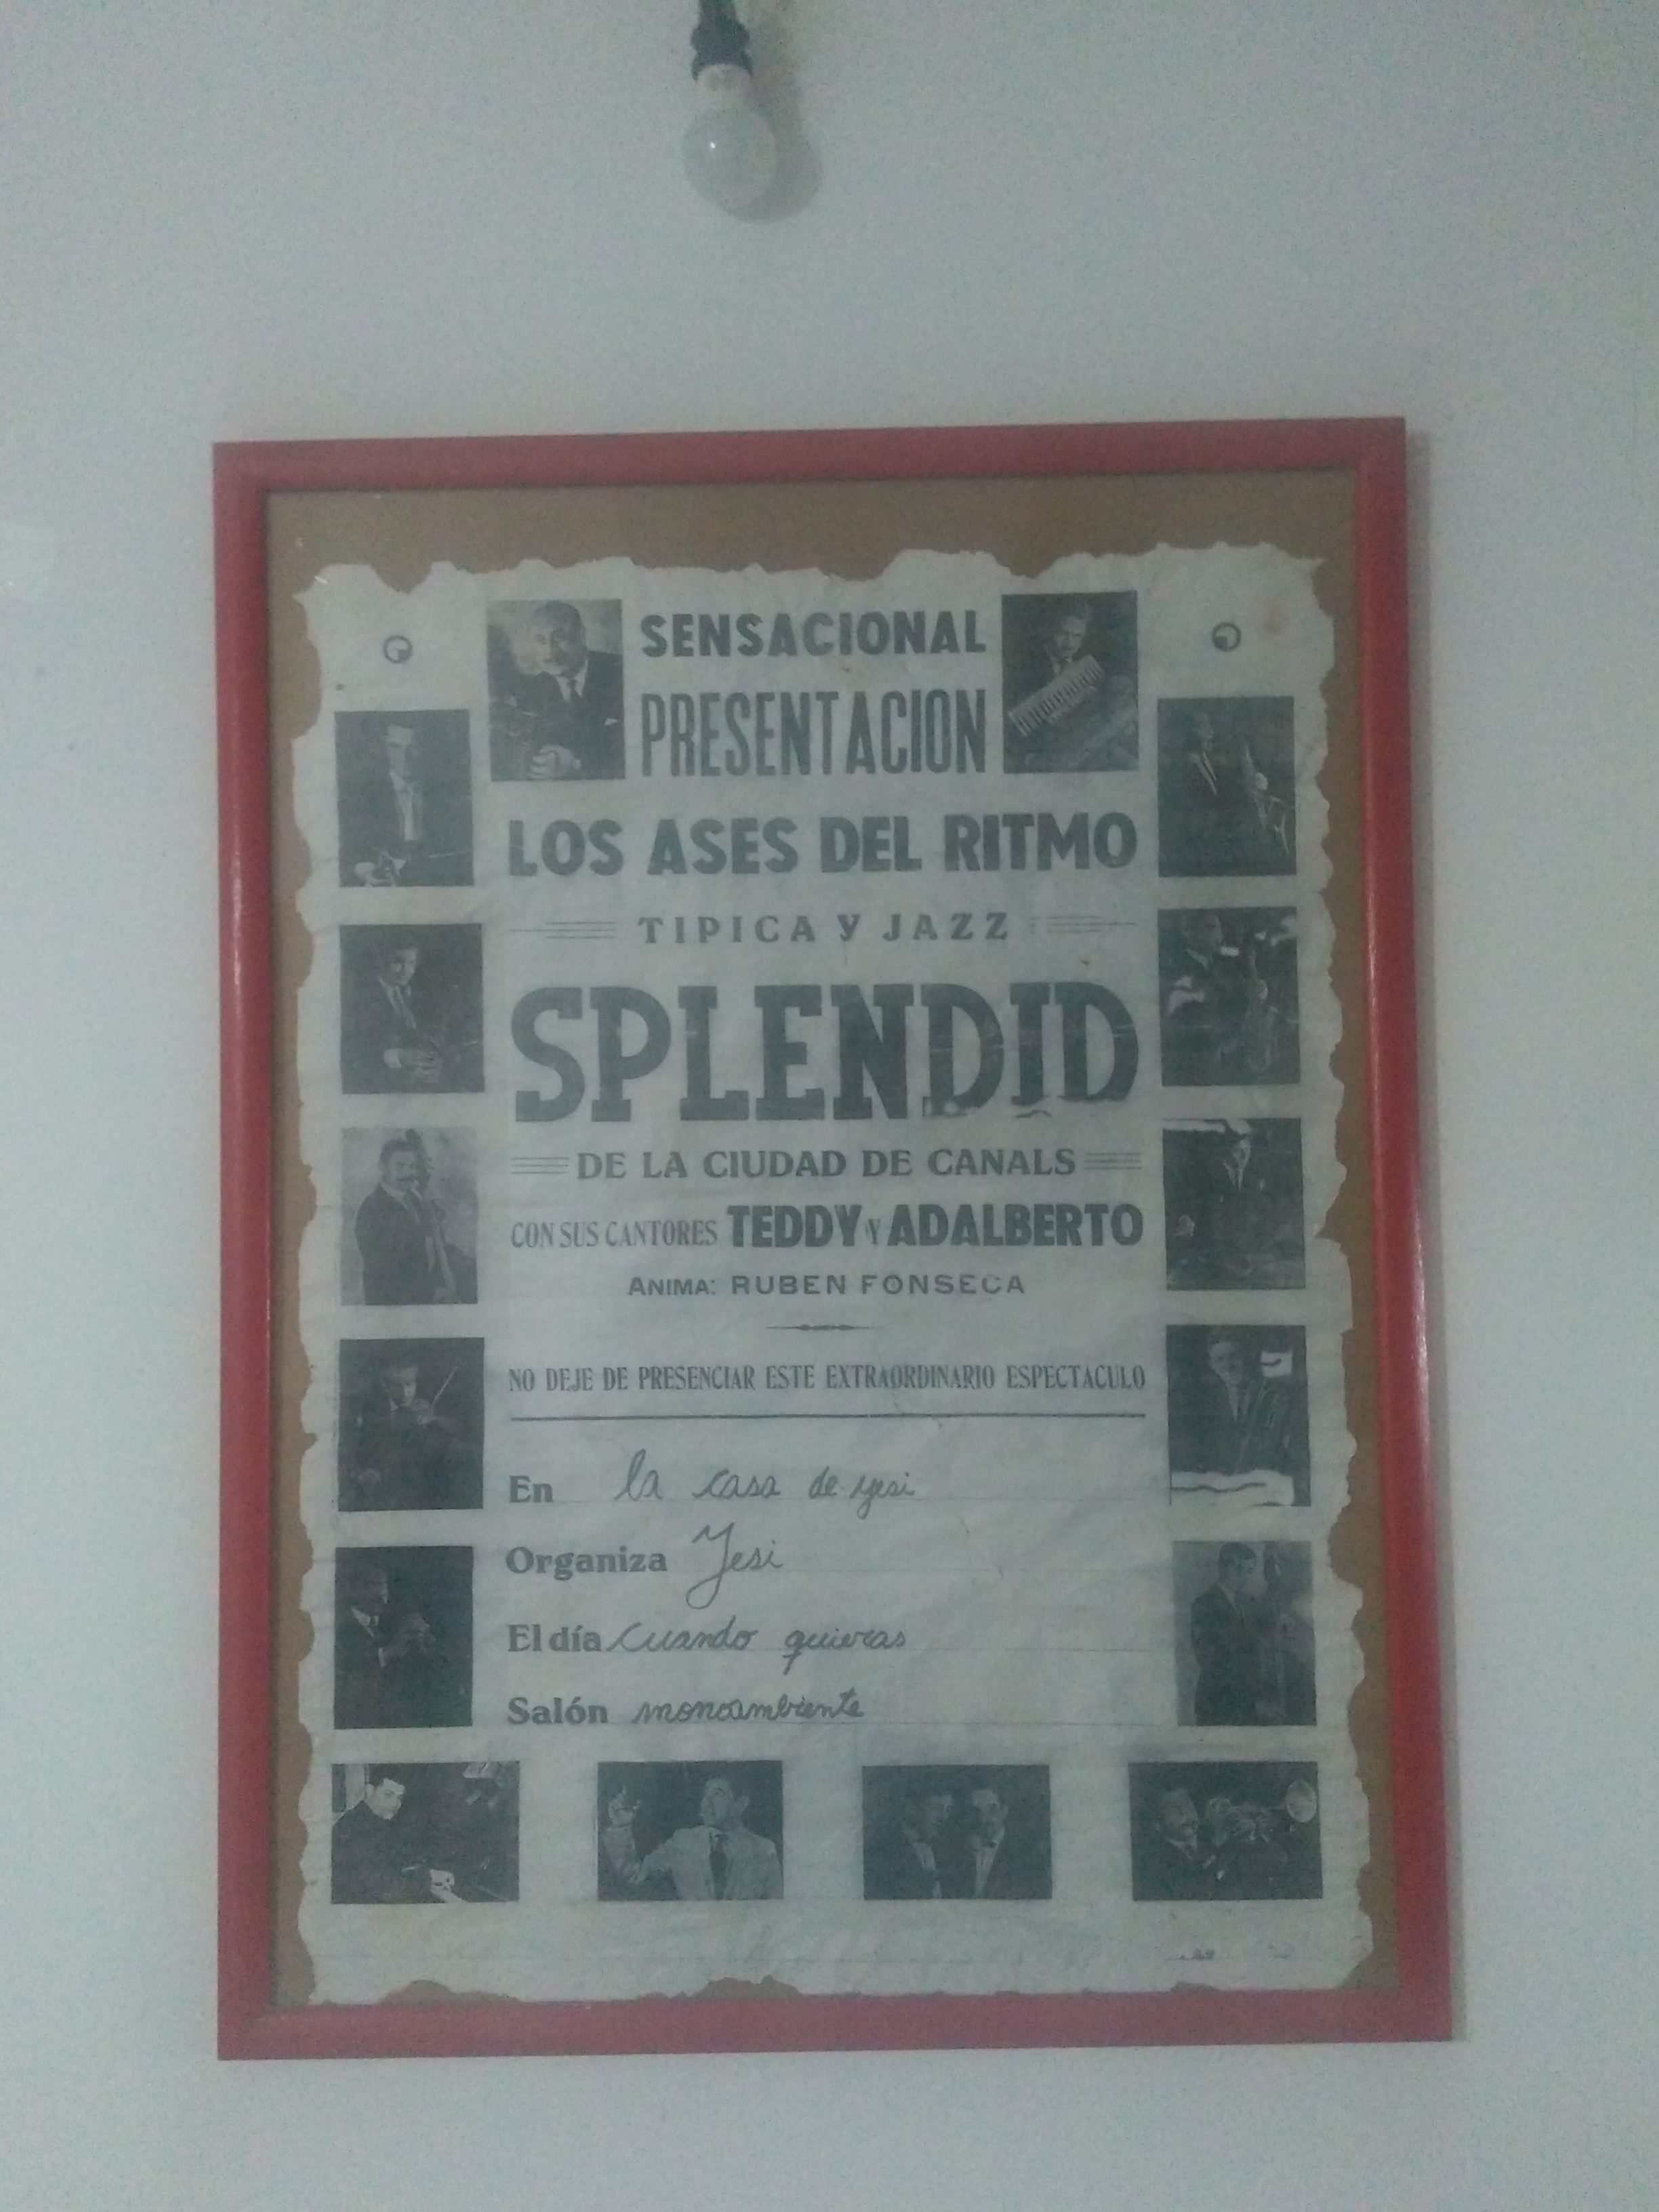 SENSACIONAL
PRESENTACION
LOS ASES DEL RITMO
TIPICA Y JAZZ
SPLENDID
DE LA CIUDAD DE CANALS
CON SUS CANTORES TEDDY Y ADALBERTO
ANIMA: RUBEN FONSECA
NO DEJE DE PRESENCIAR ESTE EXTRAORDINARIO ESPECTACULO
En la casa de yesi
Organiza Yesi
El día cuando quieras
Salón monoambiente